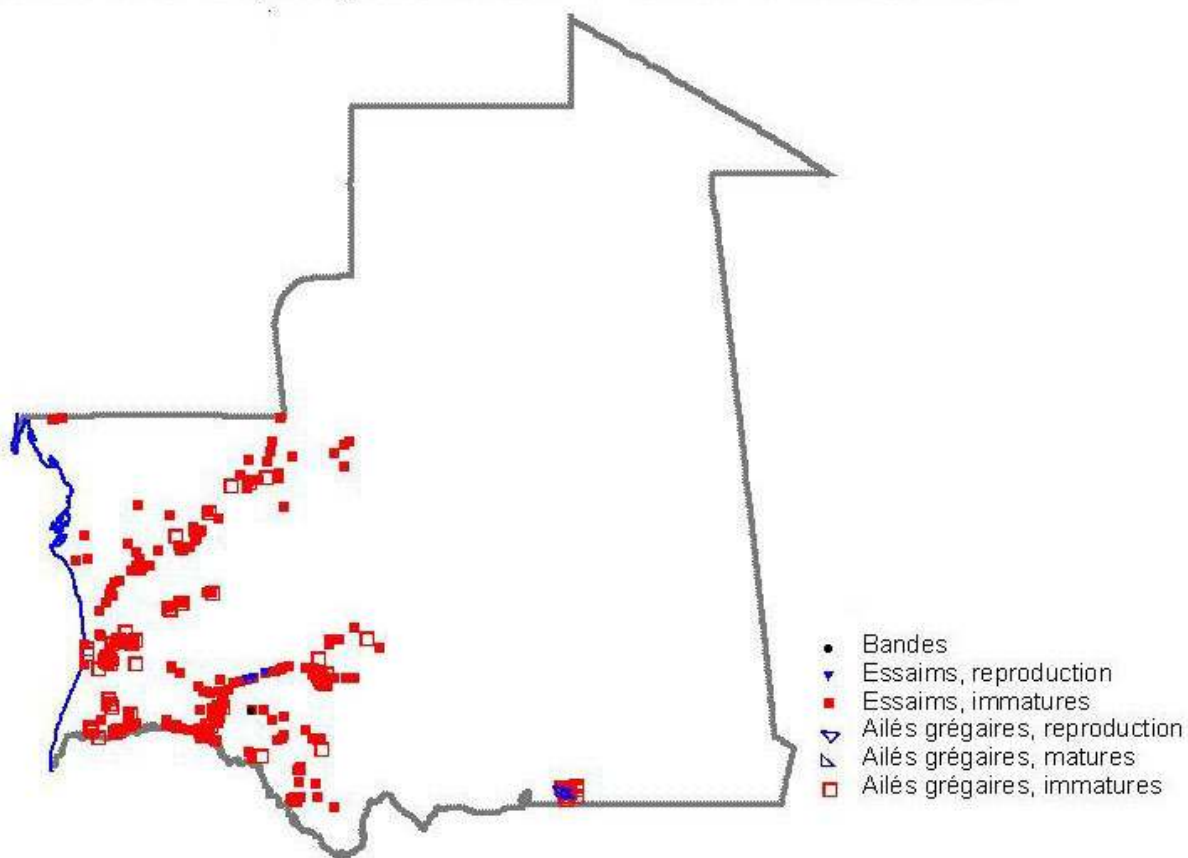 Bandes
Essaims, reproduction
Essaims, immatures
Ailés grégaires, reproduction
Ailés grégaires, matures
Ailés grégaires, immatures